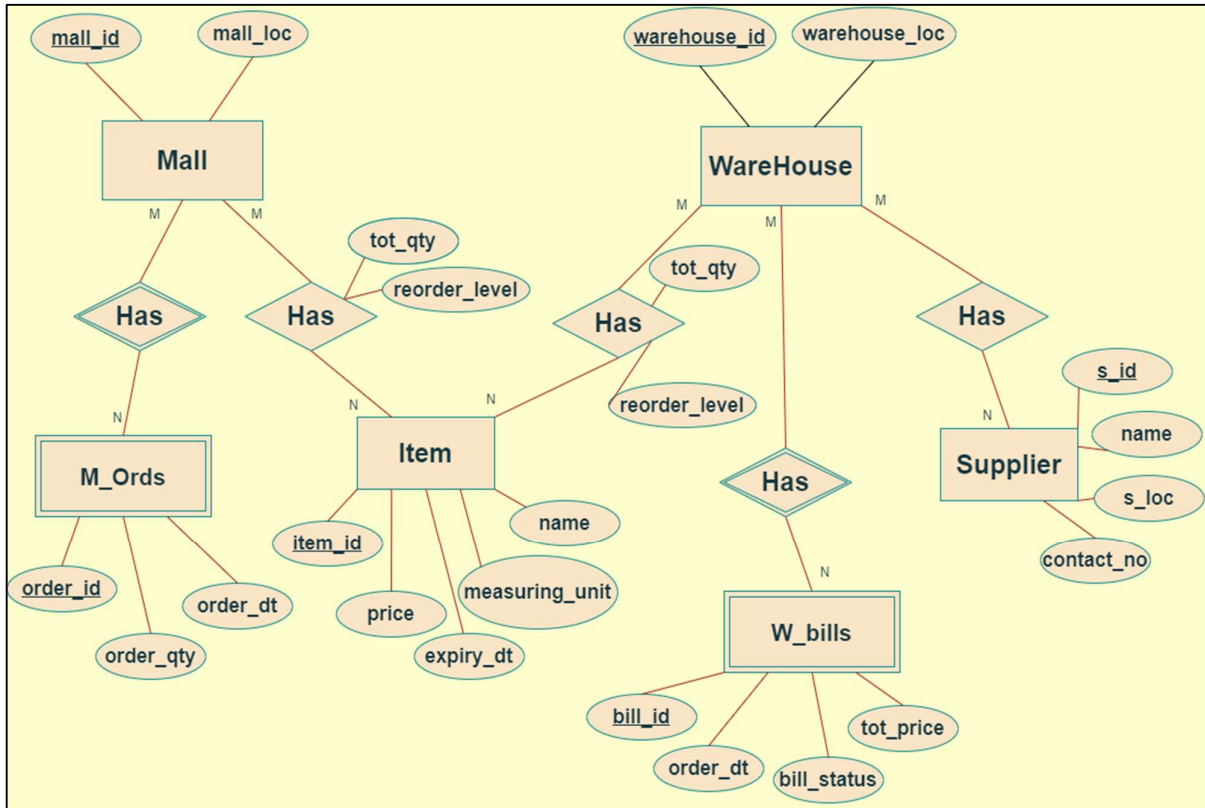 mall_id
mall_loc
warehouse_id
warehouse_loc
Mall
WareHouse
M
M
M
M
M
tot_qty
reorder_level
tot_qty
Has
Has
Has
Has
reorder_level
s_id
name
s_loc
contact_no
N
N
N
N
M_Ords
Item
Has
Supplier
order_id
order_qty
order_dt
item_id
price
expiry_dt
measuring_unit
name
N
W_bills
bill_id
order_dt
bill_status
tot_price